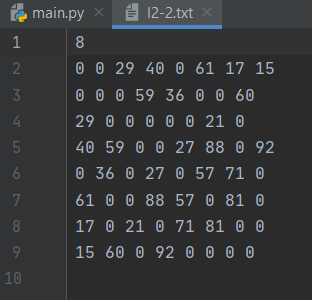 main.py × l2-2.txt ×
1 8
2 0 0 29 40 0 61 17 15
3 0 0 0 59 36 0 0 60
4 29 0 0 0 0 0 21 0
5 40 59 0 0 27 88 0 92
6 0 36 0 27 0 57 71 0
7 61 0 0 88 57 0 81 0
8 17 0 21 0 71 81 0 0
9 15 60 0 92 0 0 0 0
10